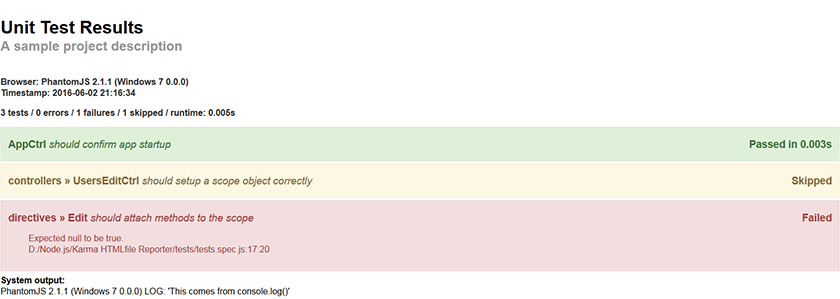 Unit Test Results
A sample project description
Browser: PhantomJS 2.1.1 (Windows 7 0.0.0)
Timestamp: 2016-06-02 21:16:34
3 tests / 0 errors / 1 failures / 1 skipped / runtime: 0.005s
AppCtrl should confirm app startup Passed in 0.003s
controllers » UsersEditCtrl should setup a scope object correctly Skipped
directives » Edit should attach methods to the scope Failed
Expected null to be true.
D:/Node.js/Karma HTMLfile Reporter/tests/tests.spec.js:17:20
System output:
PhantomJS 2.1.1 (Windows 7 0.0.0) LOG: 'This comes from console.log()'